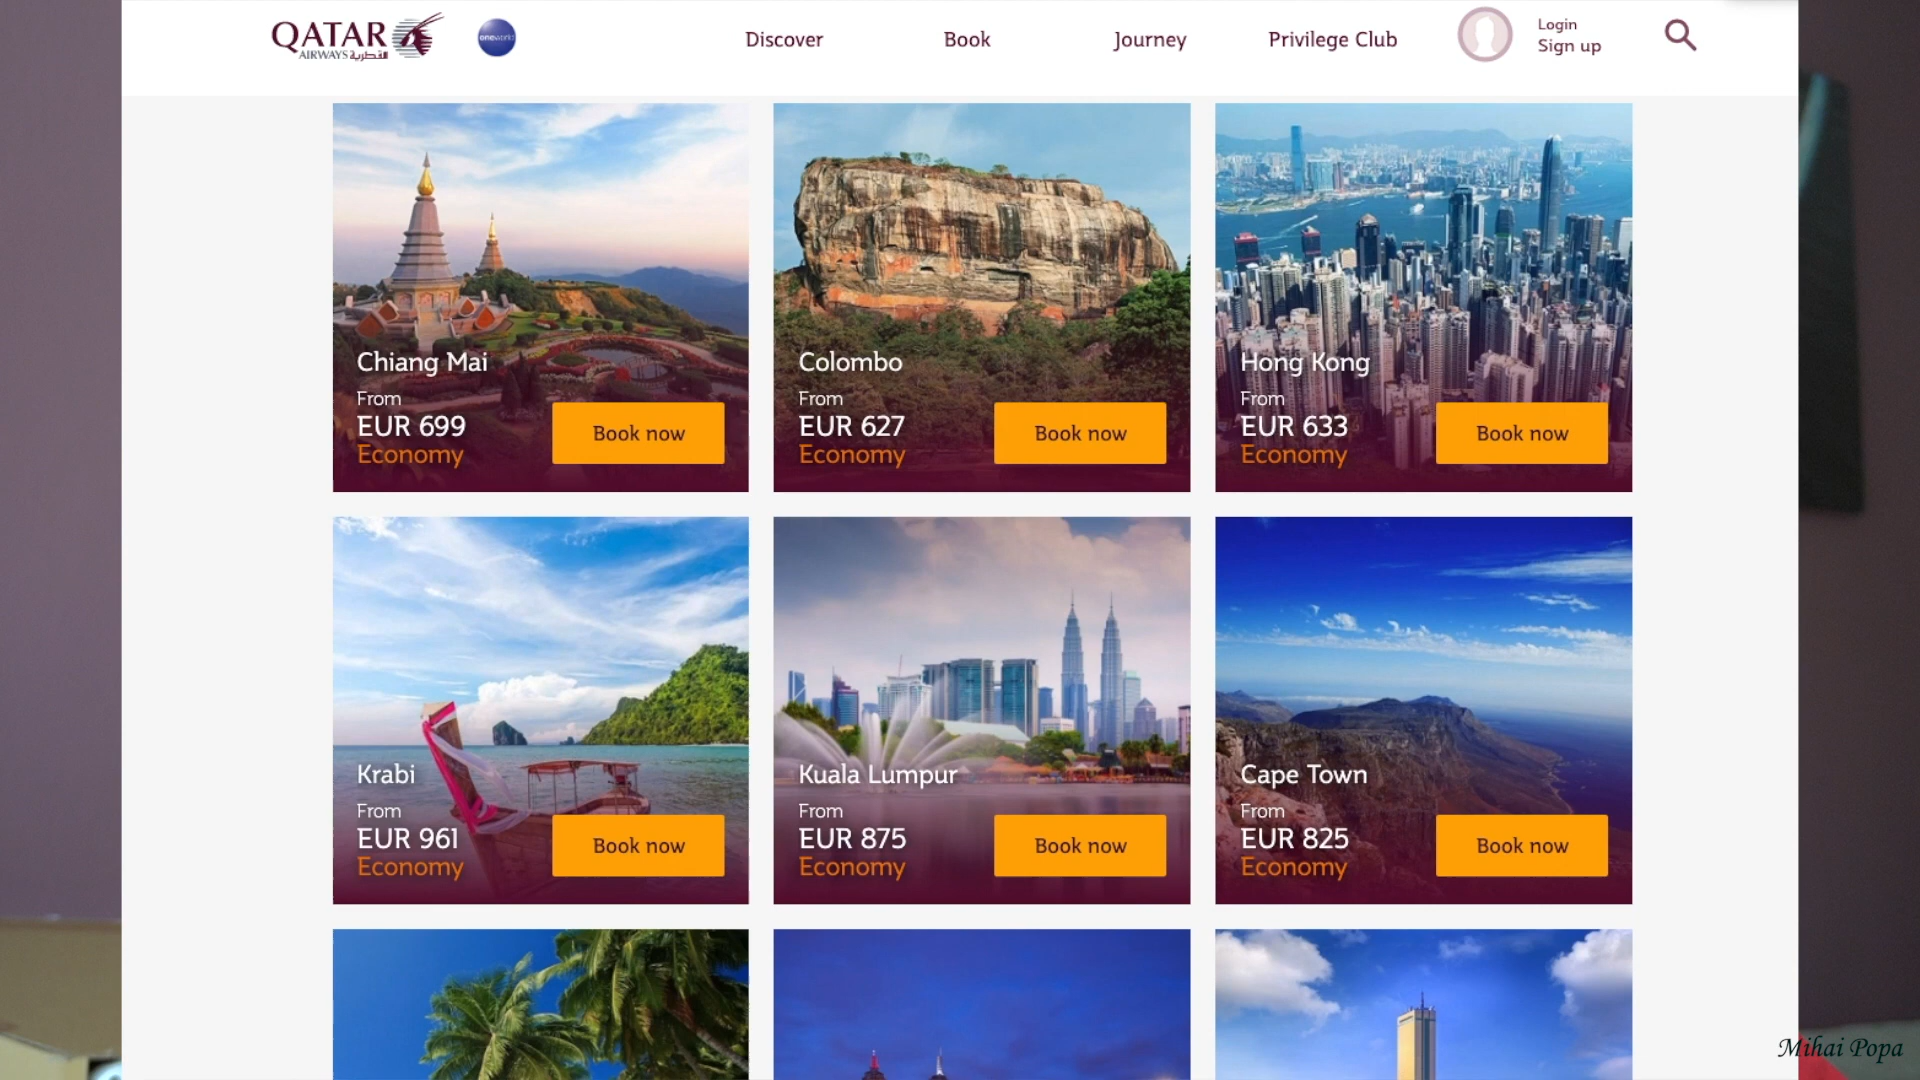 QATAR
AIRWAYS القطرية
oneworld
Discover
Book
Journey
Privilege Club
Login
Sign up
Chiang Mai
From
EUR 699
Economy
Book now
Colombo
From
EUR 627
Economy
Book now
Hong Kong
From
EUR 633
Economy
Book now
Krabi
From
EUR 961
Economy
Book now
Kuala Lumpur
From
EUR 875
Economy
Book now
Cape Town
From
EUR 825
Economy
Book now
Mihai Popa